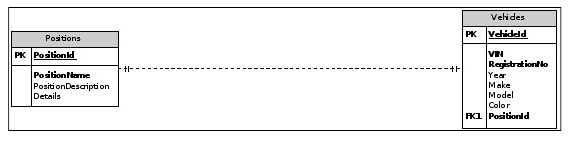 Positions
PK PositionId
PositionName
PositionDescription
Details
Vehicles
PK VehicleId
VIN
RegistrationNo
Year
Make
Model
Color
FK1 PositionId